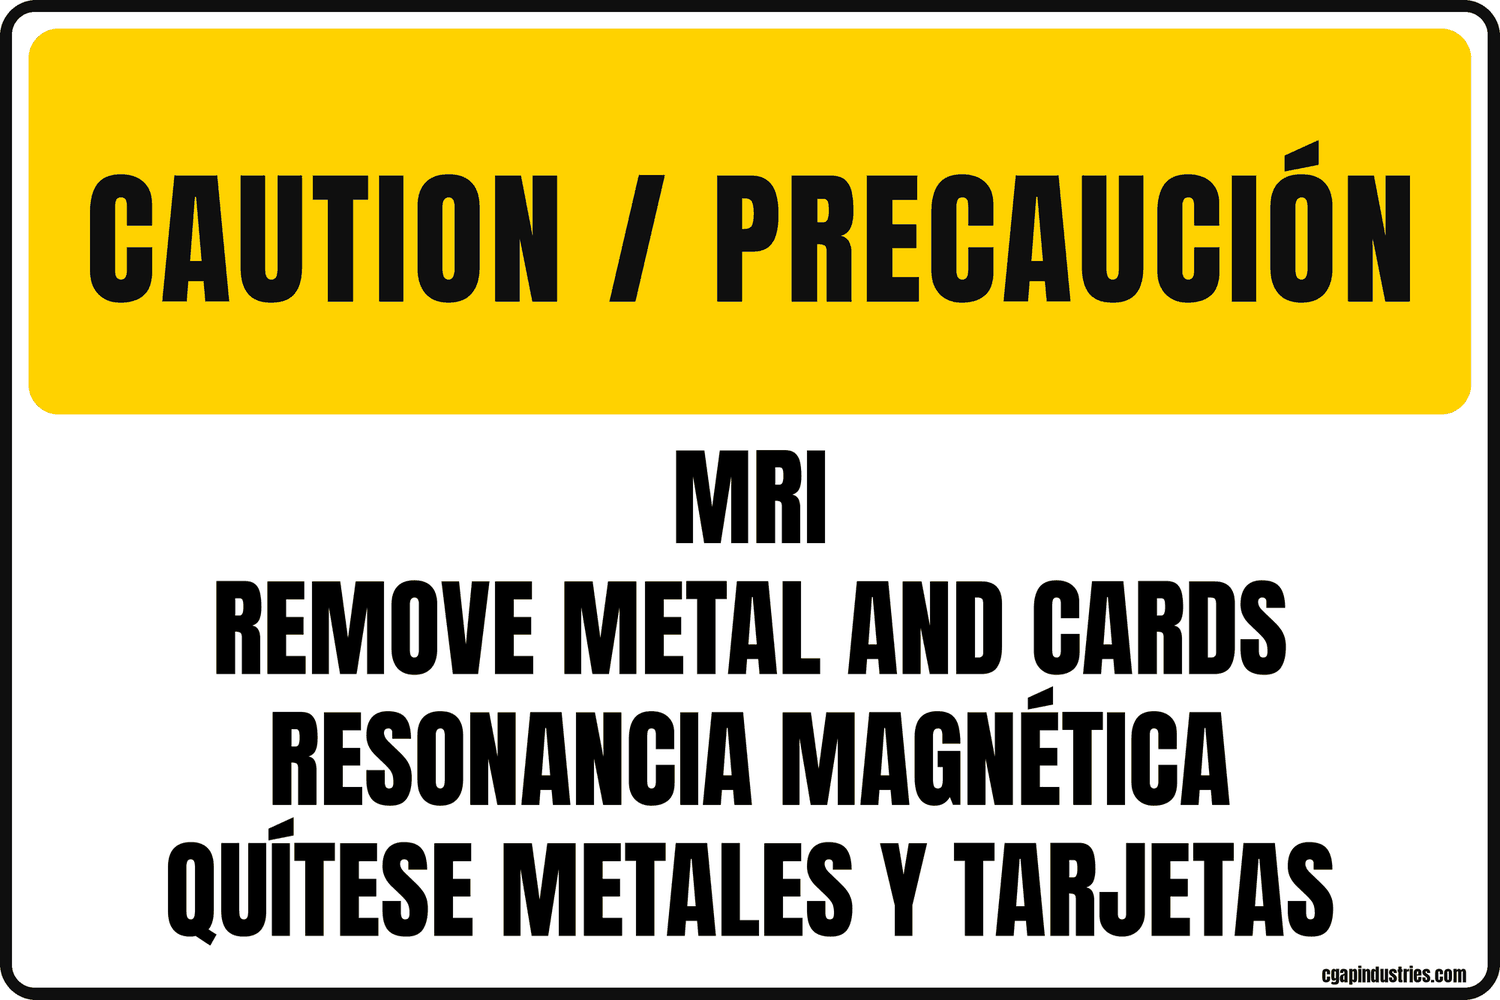 CAUTION / PRECAUCIÓN
MRI
REMOVE METAL AND CARDS
RESONANCIA MAGNÉTICA
QUÍTESE METALES Y TARJETAS
cgapindustries.com